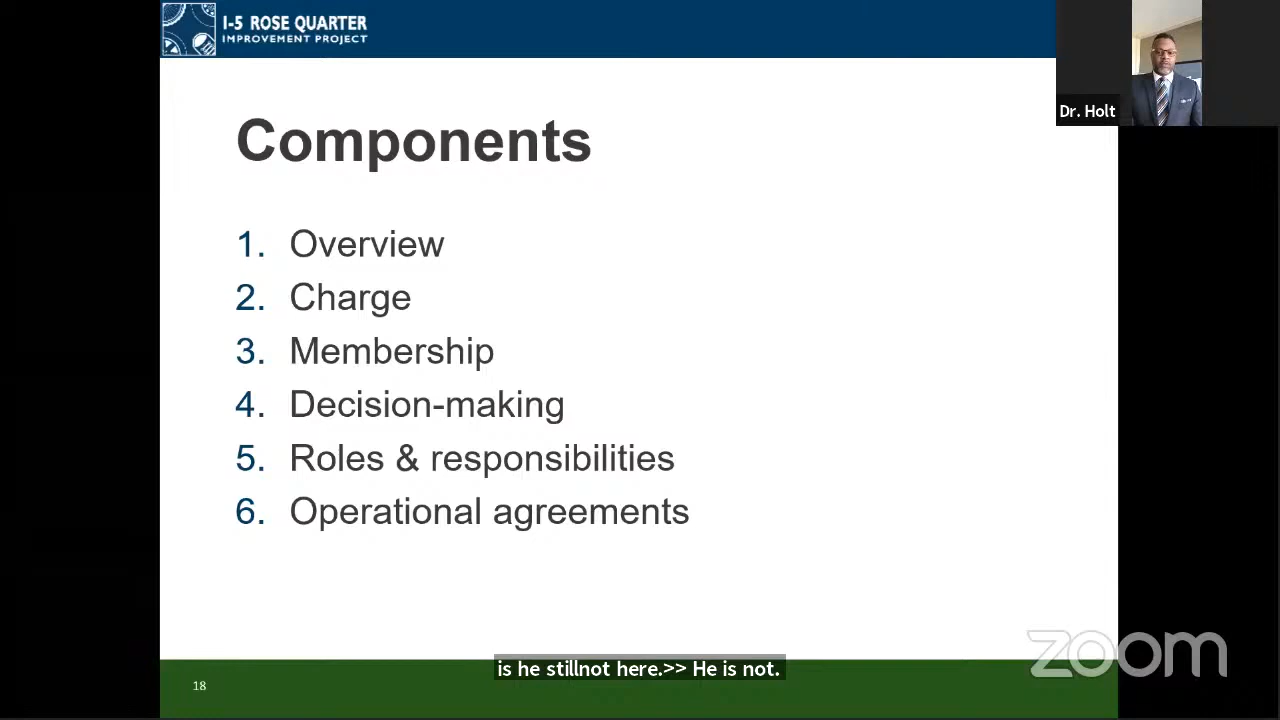 I-5 ROSE QUARTER
IMPROVEMENT PROJECT
Dr. Holt
Components
1. Overview
2. Charge
3. Membership
4. Decision-making
5. Roles & responsibilities
6. Operational agreements
is he stillnot here.>> He is not.
18
zoom